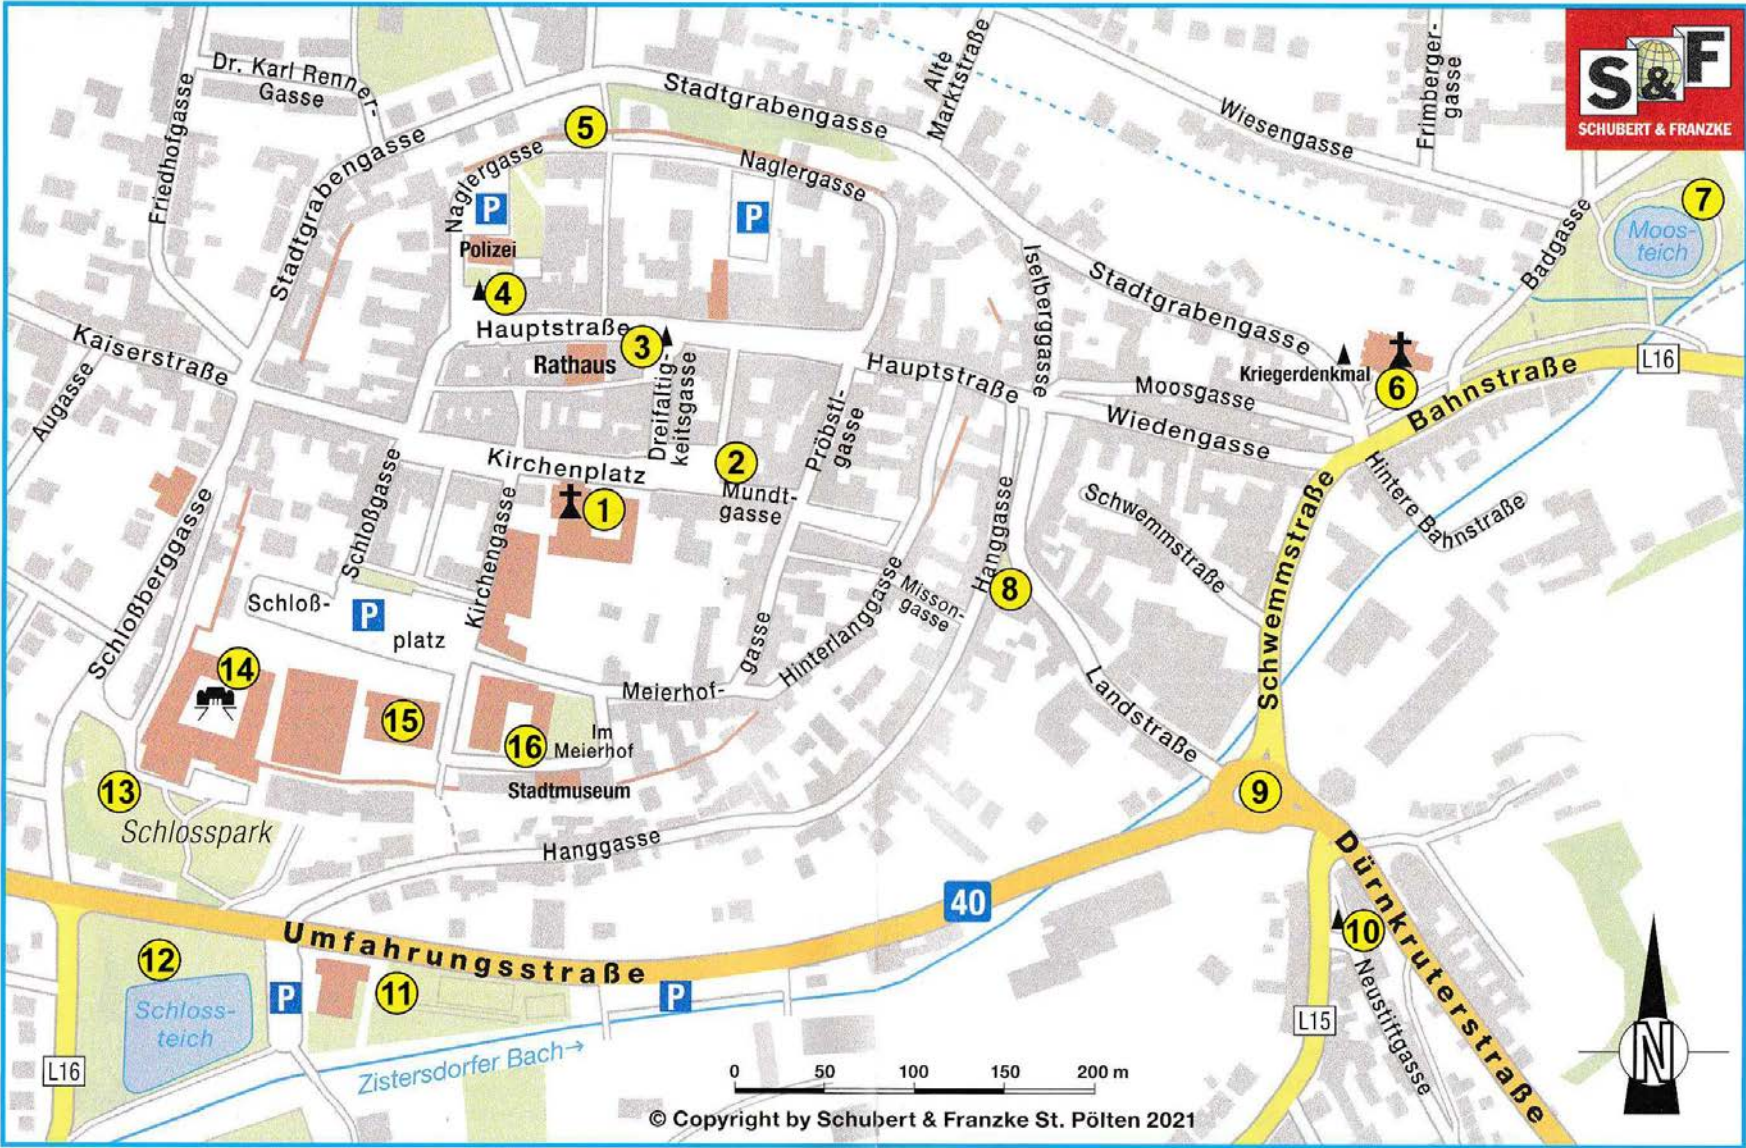 Dr. Karl Renner-
Gasse
Friedhofgasse
Stadtgrabengasse
Stadtgrabengasse
Alte
Marktstraße
Wiesengasse
Frimberger-
gasse
S&F
SCHUBERT & FRANZKE
5
Naglergasse
Naglergasse
P
P
Polizei
4
7
Moos-
teich
Badgasse
Iselberggasse
Stadtgrabengasse
Kaiserstraße
Augasse
Hauptstraße
3
Rathaus
Dreifaltig-
keitsgasse
Hauptstraße
Moosgasse
Wiedengasse
Kriegerdenkmal
6
L16
Bahnstraße
Pröbstl-
gasse
Kirchenplatz
2
Mundt-
gasse
1
Schloßgasse
Kirchengasse
Schloßberggasse
Schloß-
P
platz
Hanggasse
8
Schwemmstraße
Schwemmstraße
Hintere Bahnstraße
Misson-
gasse
Hinterlanggasse
Meierhof-
gasse
14
15
16
Im
Meierhof
Stadtmuseum
Landstraße
9
13
Schlosspark
Hanggasse
40
Umfahrungsstraße
Dürnkruterstraße
12
Schloss-
teich
P
11
P
10
Neustiftgasse
L15
L16
Zistersdorfer Bach→
0 50 100 150 200 m
© Copyright by Schubert & Franzke St. Pölten 2021
N